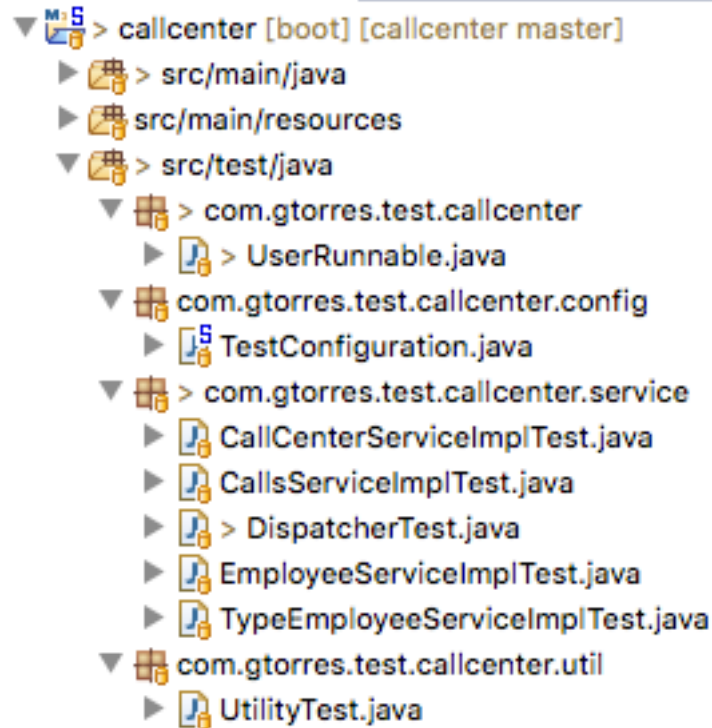 > callcenter [boot] [callcenter master]
> src/main/java
src/main/resources
> src/test/java
> com.gtorres.test.callcenter
> UserRunnable.java
com.gtorres.test.callcenter.config
TestConfiguration.java
> com.gtorres.test.callcenter.service
CallCenterServiceImplTest.java
CallsServiceImplTest.java
> DispatcherTest.java
EmployeeServiceImplTest.java
TypeEmployeeServiceImplTest.java
com.gtorres.test.callcenter.util
UtilityTest.java